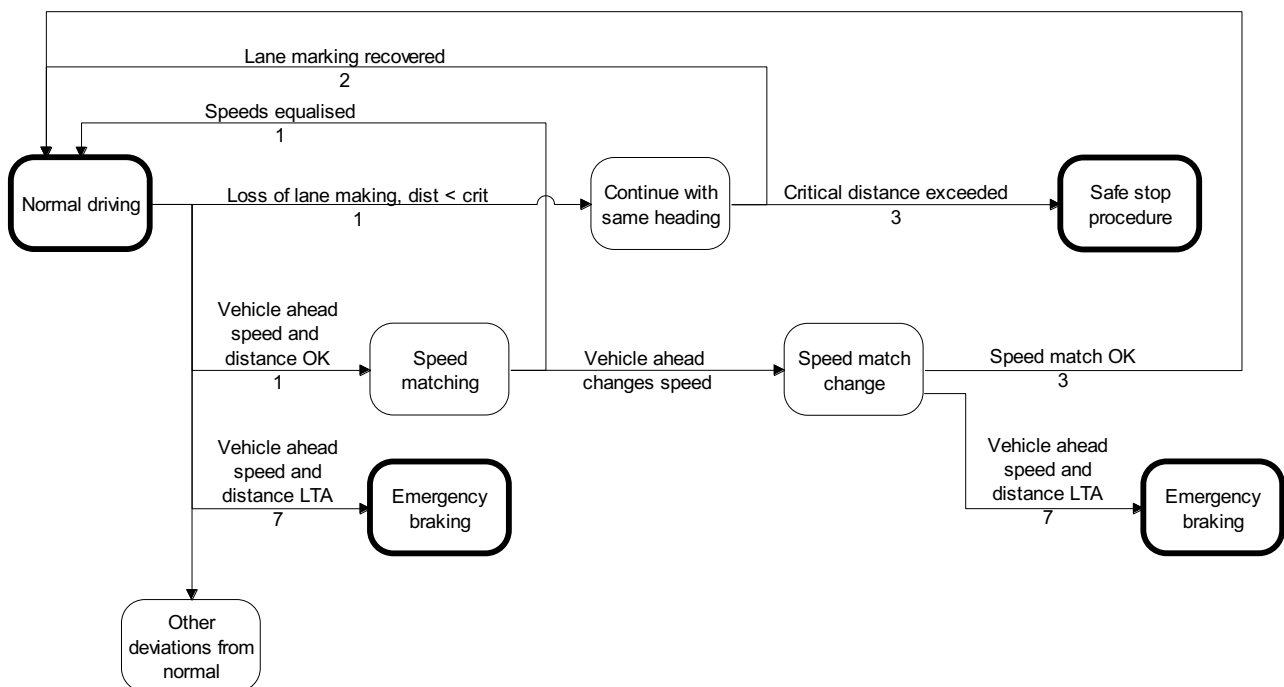 Lane marking recovered
2
Speeds equalised
1
Normal driving
Loss of lane making, dist < crit
1
Continue with
same heading
Critical distance exceeded
3
Safe stop
procedure
Vehicle ahead
speed and
distance OK
1
Speed
matching
Vehicle ahead
changes speed
Speed match
change
Speed match OK
3
Vehicle ahead
speed and
distance LTA
7
Emergency
braking
Vehicle ahead
speed and
distance LTA
7
Emergency
braking
Other
deviations from
normal